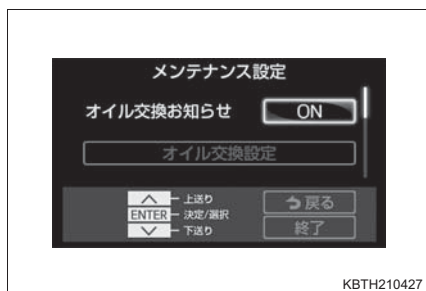 メンテナンス設定
オイル交換お知らせ ON
オイル交換設定
上送り
ENTER 決定/選択
下送り
戻る
終了
KBTH210427